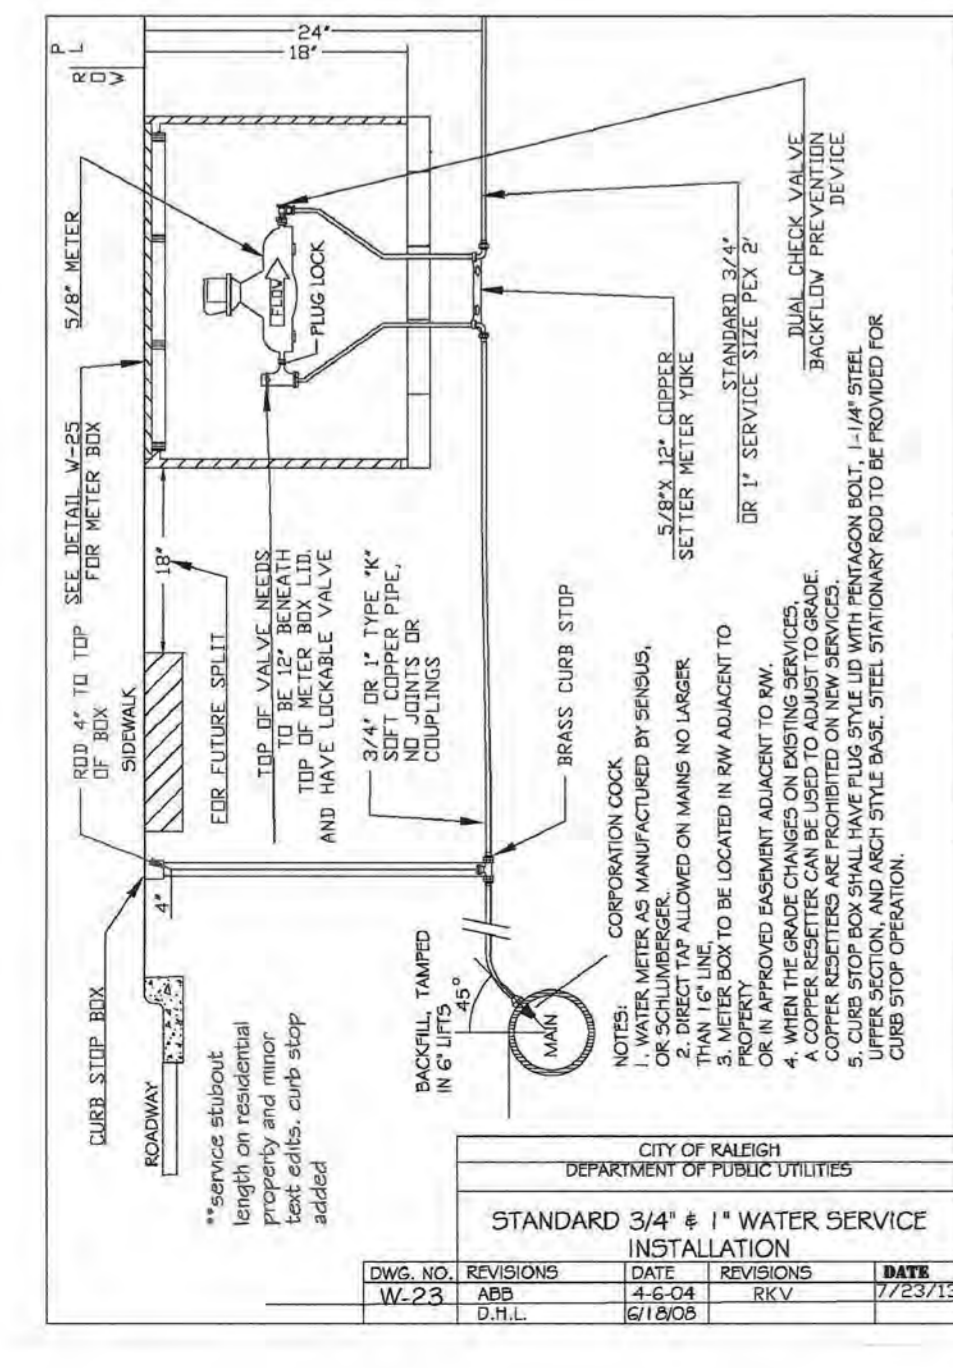 24"
18"
P
L
R
O
W
5/8" METER
SEE DETAIL W-25
FOR METER BOX
ROD 4" TO TOP
OF BOX
SIDEWALK
18"
FOR FUTURE SPLIT
FLOW
PLUG LOCK
TOP OF VALVE NEEDS
TO BE 12" BENEATH
TOP OF METER BOX LID.
AND HAVE LOCKABLE VALVE
3/4" OR 1" TYPE "K"
SOFT COPPER PIPE,
NO JOINTS OR
COUPLINGS
BRASS CURB STOP
5/8"X 12" COPPER
SETTER METER YOKE
STANDARD 3/4"
OR 1" SERVICE SIZE PEX 2'
DUAL CHECK VALVE
BACKFLOW PREVENTION
DEVICE
CURB STOP BOX
4"
ROADWAY
BACKFILL, TAMPED
IN 6" LIFTS
45°
MAIN
CORPORATION COCK
**service stubout
length on residential
property and minor
text edits. curb stop
added
NOTES:
1. WATER METER AS MANUFACTURED BY SENSUS,
OR SCHLUMBERGER.
2. DIRECT TAP ALLOWED ON MAINS NO LARGER
THAN 16" LINE.
3. METER BOX TO BE LOCATED IN R/W ADJACENT TO
PROPERTY
OR IN APPROVED EASEMENT ADJACENT TO R/W.
4. WHEN THE GRADE CHANGES ON EXISTING SERVICES,
A COPPER RESETTER CAN BE USED TO ADJUST TO GRADE.
COPPER RESETTERS ARE PROHIBITED ON NEW SERVICES.
5. CURB STOP BOX SHALL HAVE PLUG STYLE LID WITH PENTAGON BOLT, 1-1/4" STEEL
UPPER SECTION, AND ARCH STYLE BASE. STEEL STATIONARY ROD TO BE PROVIDED FOR
CURB STOP OPERATION.
CITY OF RALEIGH
DEPARTMENT OF PUBLIC UTILITIES
STANDARD 3/4" & 1" WATER SERVICE
INSTALLATION
DWG. NO. REVISIONS DATE REVISIONS DATE
W-23 ABB 4-6-04 RKV 7/23/13
D.H.L. 6/18/08